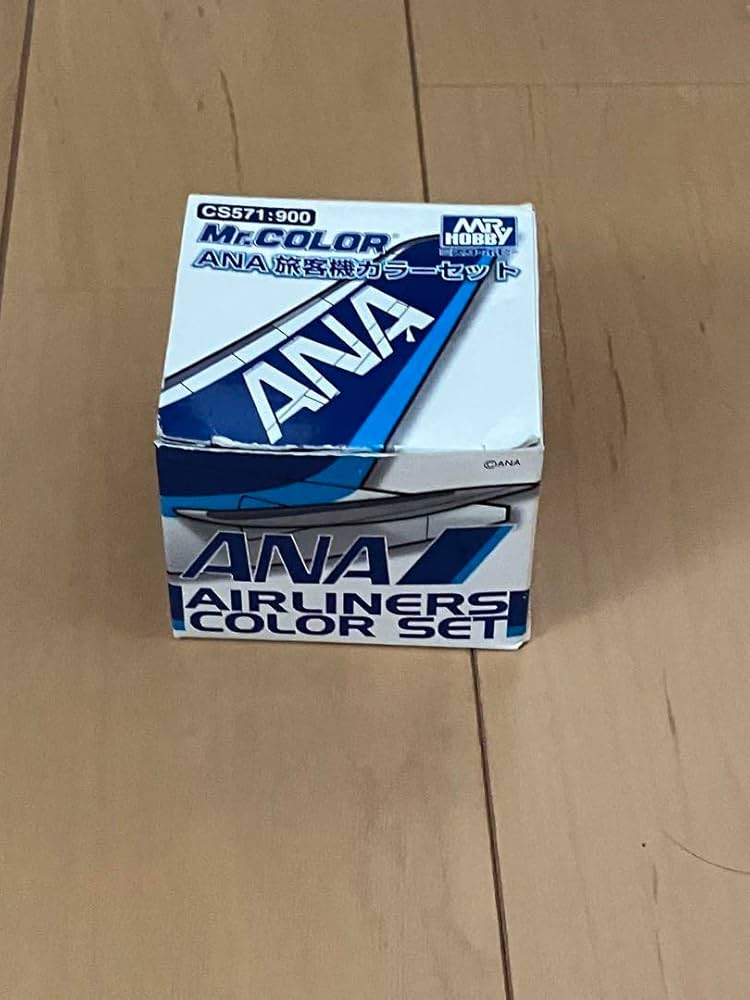 CS571:900
Mr.COLOR
MR HOBBY
ANA 旅客機カラーセット
ANA
©ANA
ANA
AIRLINERS
COLOR SET